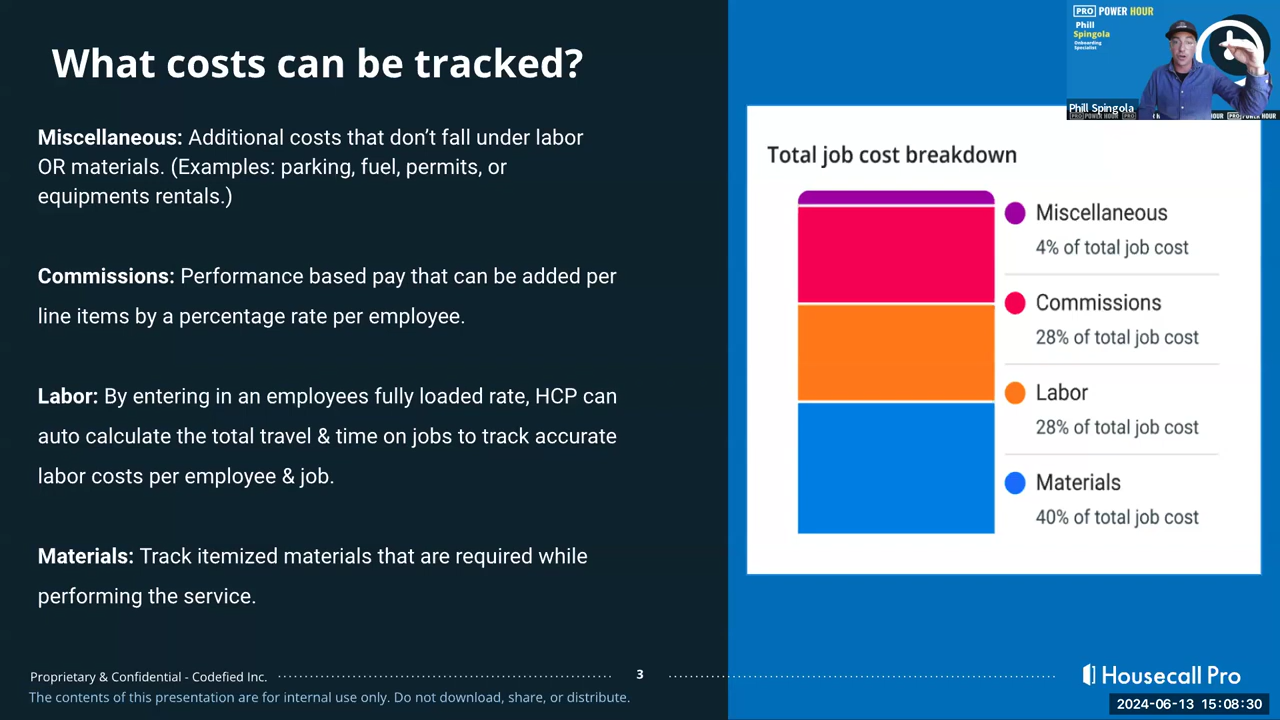 What costs can be tracked?
Miscellaneous: Additional costs that don’t fall under labor
OR materials. (Examples: parking, fuel, permits, or
equipments rentals.)
Commissions: Performance based pay that can be added per
line items by a percentage rate per employee.
Labor: By entering in an employees fully loaded rate, HCP can
auto calculate the total travel & time on jobs to track accurate
labor costs per employee & job.
Materials: Track itemized materials that are required while
performing the service.
Total job cost breakdown
Miscellaneous
4% of total job cost
Commissions
28% of total job cost
Labor
28% of total job cost
Materials
40% of total job cost
PRO POWER HOUR
Phill
Spingola
Onboarding
Specialist
Phill Spingola
Proprietary & Confidential - Codefied Inc.
3
The contents of this presentation are for internal use only. Do not download, share, or distribute.
Housecall Pro
2024-06-13 15:08:30